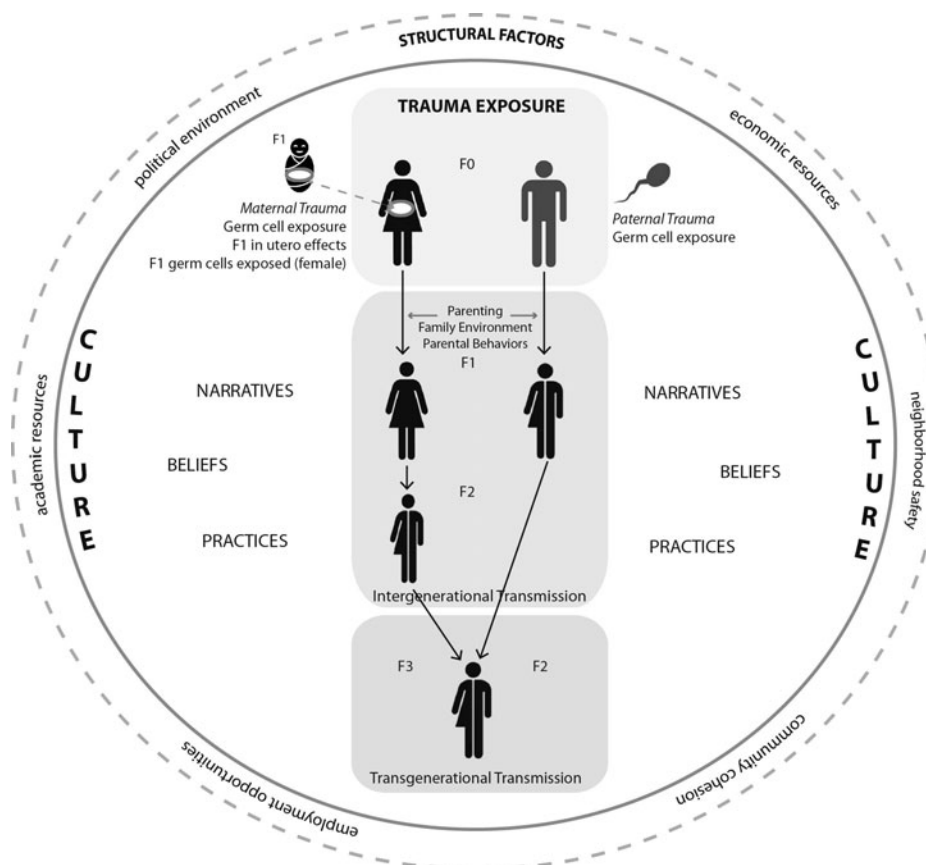 STRUCTURAL FACTORS
political environment
economic resources
academic resources
neighborhood safety
employment opportunities
community cohesion
CULTURE
CULTURE
TRAUMA EXPOSURE
F1
F0
Maternal Trauma
Germ cell exposure
F1 in utero effects
F1 germ cells exposed (female)
Paternal Trauma
Germ cell exposure
Parenting
Family Environment
Parental Behaviors
F1
NARRATIVES
BELIEFS
PRACTICES
NARRATIVES
BELIEFS
PRACTICES
F2
Intergenerational Transmission
F3
F2
Transgenerational Transmission